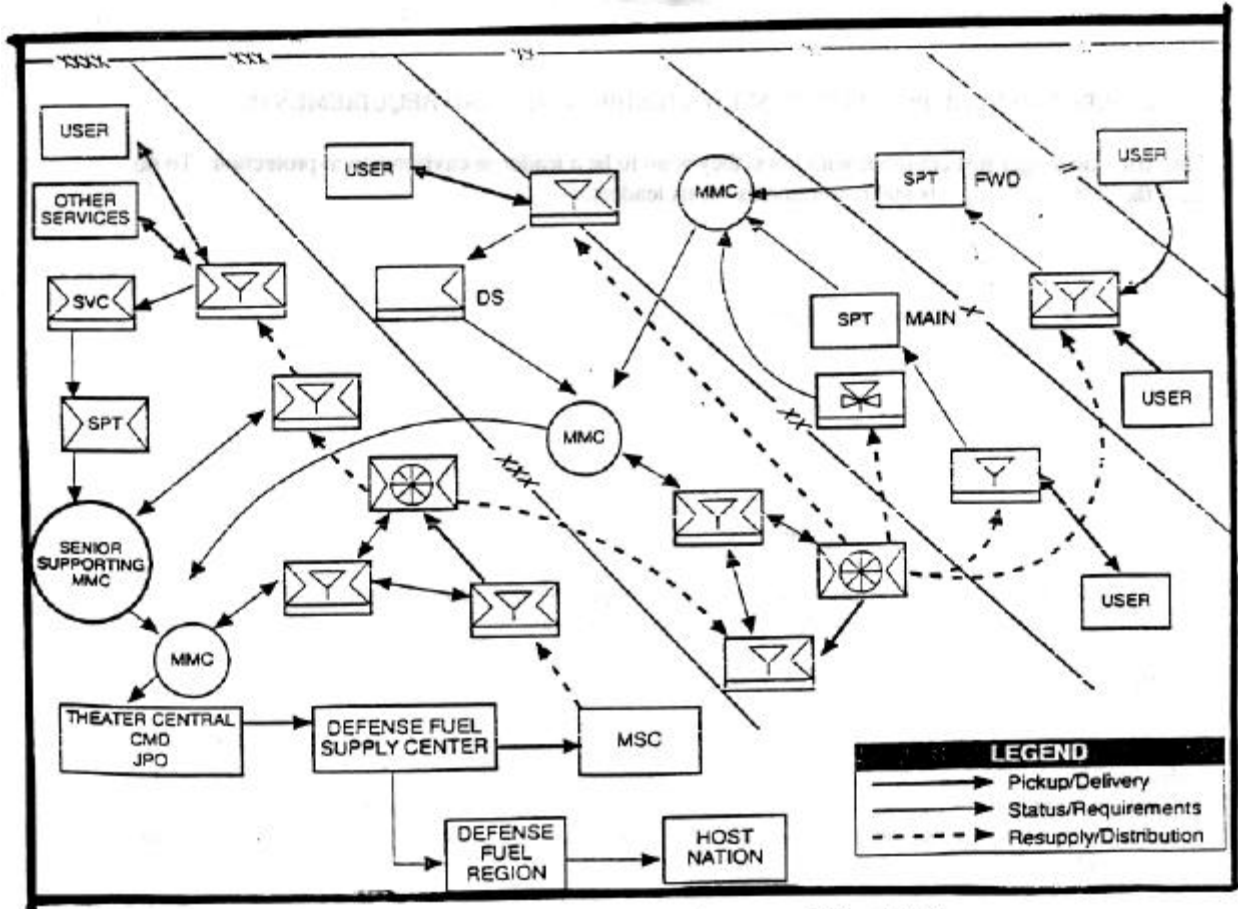 XXXX
XXX
USER
OTHER
SERVICES
SVC
SPT
SENIOR
SUPPORTING
MMC
MMC
THEATER CENTRAL
CMD
JPO
DEFENSE FUEL
SUPPLY CENTER
MSC
DEFENSE
FUEL
REGION
HOST
NATION
USER
DS
MMC
XXX
MMC
SPT FWD
USER
SPT MAIN
X
XX
USER
USER
LEGEND
Pickup/Delivery
Status/Requirements
Resupply/Distribution